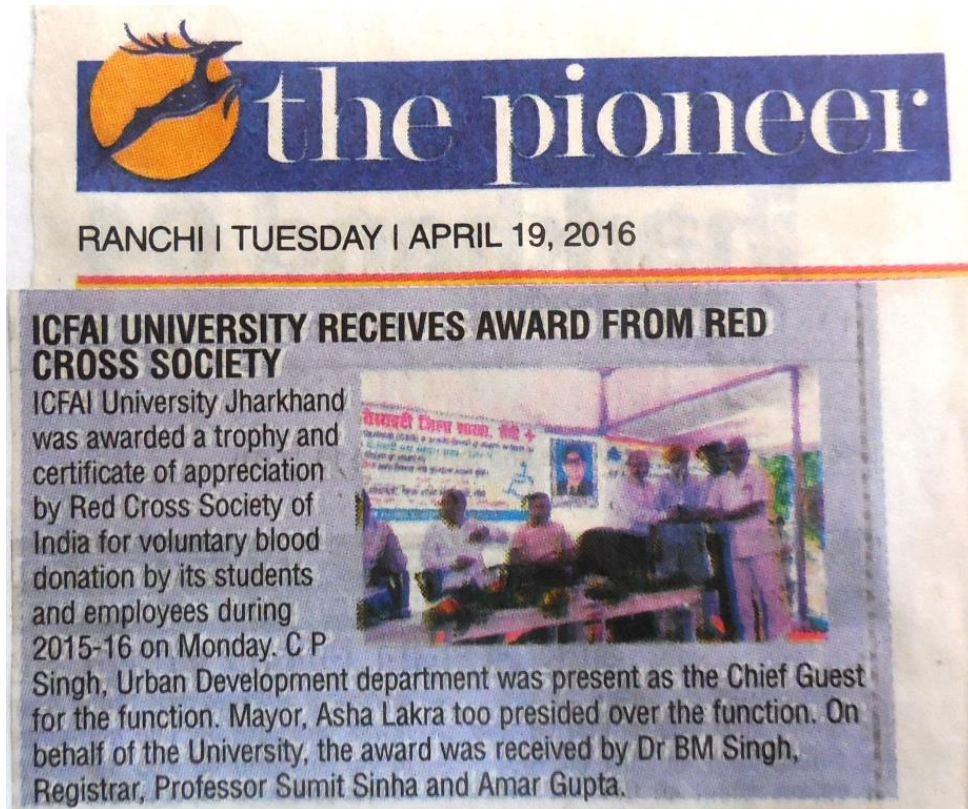 the pioneer
RANCHI | TUESDAY | APRIL 19, 2016
ICFAI UNIVERSITY RECEIVES AWARD FROM RED
CROSS SOCIETY
ICFAI University Jharkhand
was awarded a trophy and
certificate of appreciation
by Red Cross Society of
India for voluntary blood
donation by its students
and employees during
2015-16 on Monday. C P
Singh, Urban Development department was present as the Chief Guest
for the function. Mayor, Asha Lakra too presided over the function. On
behalf of the University, the award was received by Dr BM Singh,
Registrar, Professor Sumit Sinha and Amar Gupta.
जिला शाखा, राँची